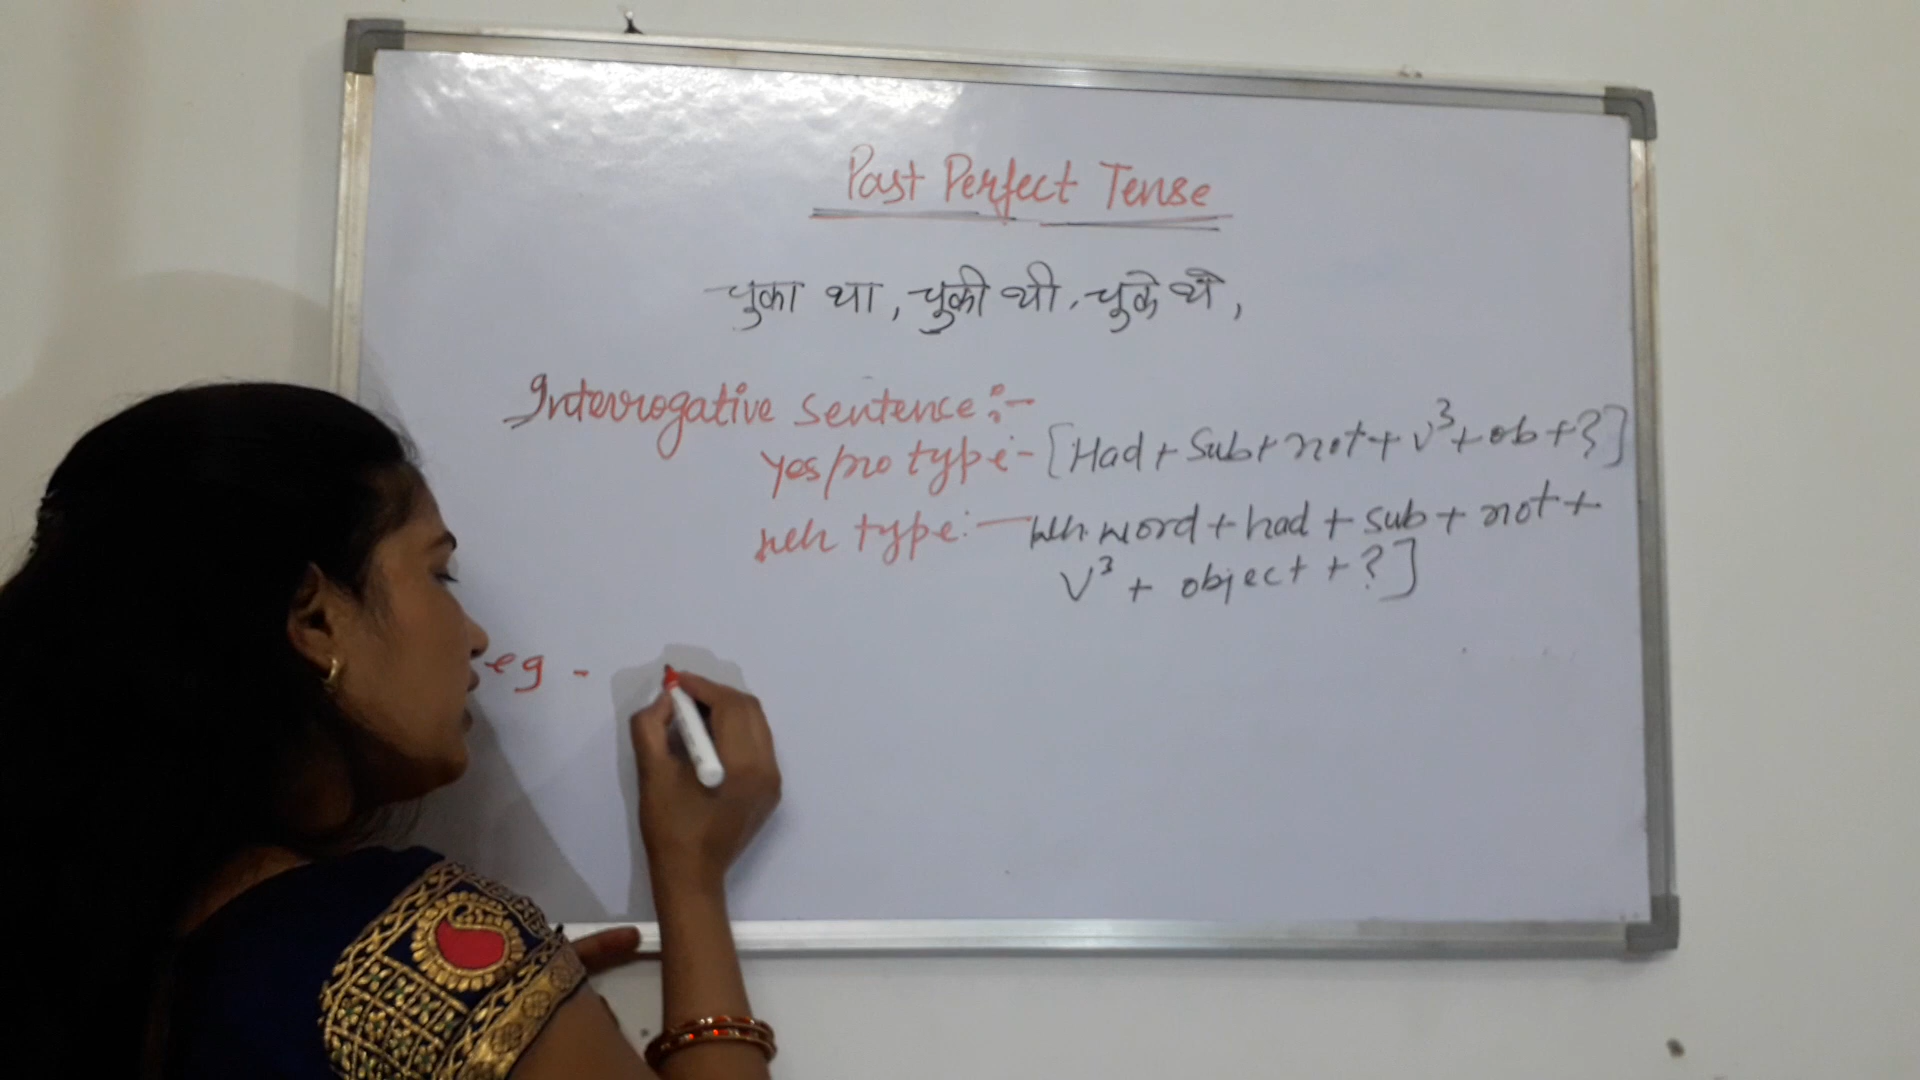 Past Perfect Tense
चुका था, चुकी थी, चुके थे,
Interrogative Sentence:-
yes/no type:- [Had + Sub + not + V³ + ob + ?]
wh type:- wh. word + had + sub + not +
V³ + object + ?]
eg -